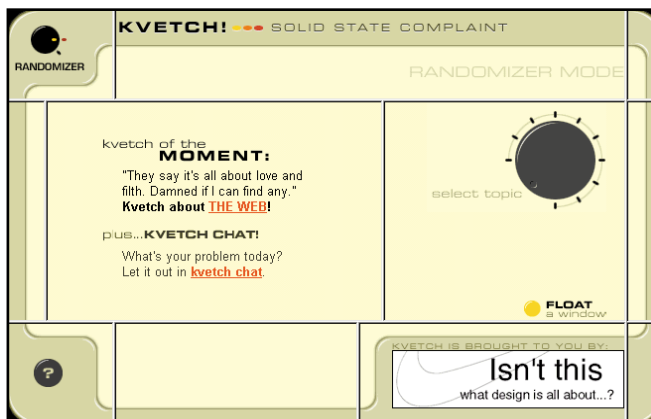 KVETCH! SOLID STATE COMPLAINT
RANDOMIZER
RANDOMIZER MODE
kvetch of the
MOMENT:
"They say it's all about love and
filth. Damned if I can find any."
Kvetch about THE WEB!
plus...KVETCH CHAT!
What's your problem today?
Let it out in kvetch chat.
select topic
FLOAT
a window
?
KVETCH IS BROUGHT TO YOU BY:
Isn't this
what design is all about...?